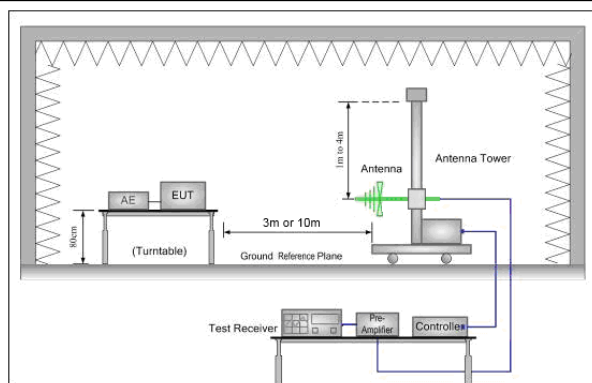 1m to 4m
Antenna
Antenna Tower
AE
EUT
3m or 10m
80cm
(Turntable)
Ground Reference Plane
Test Receiver
Pre-
Amplifier
Controlle